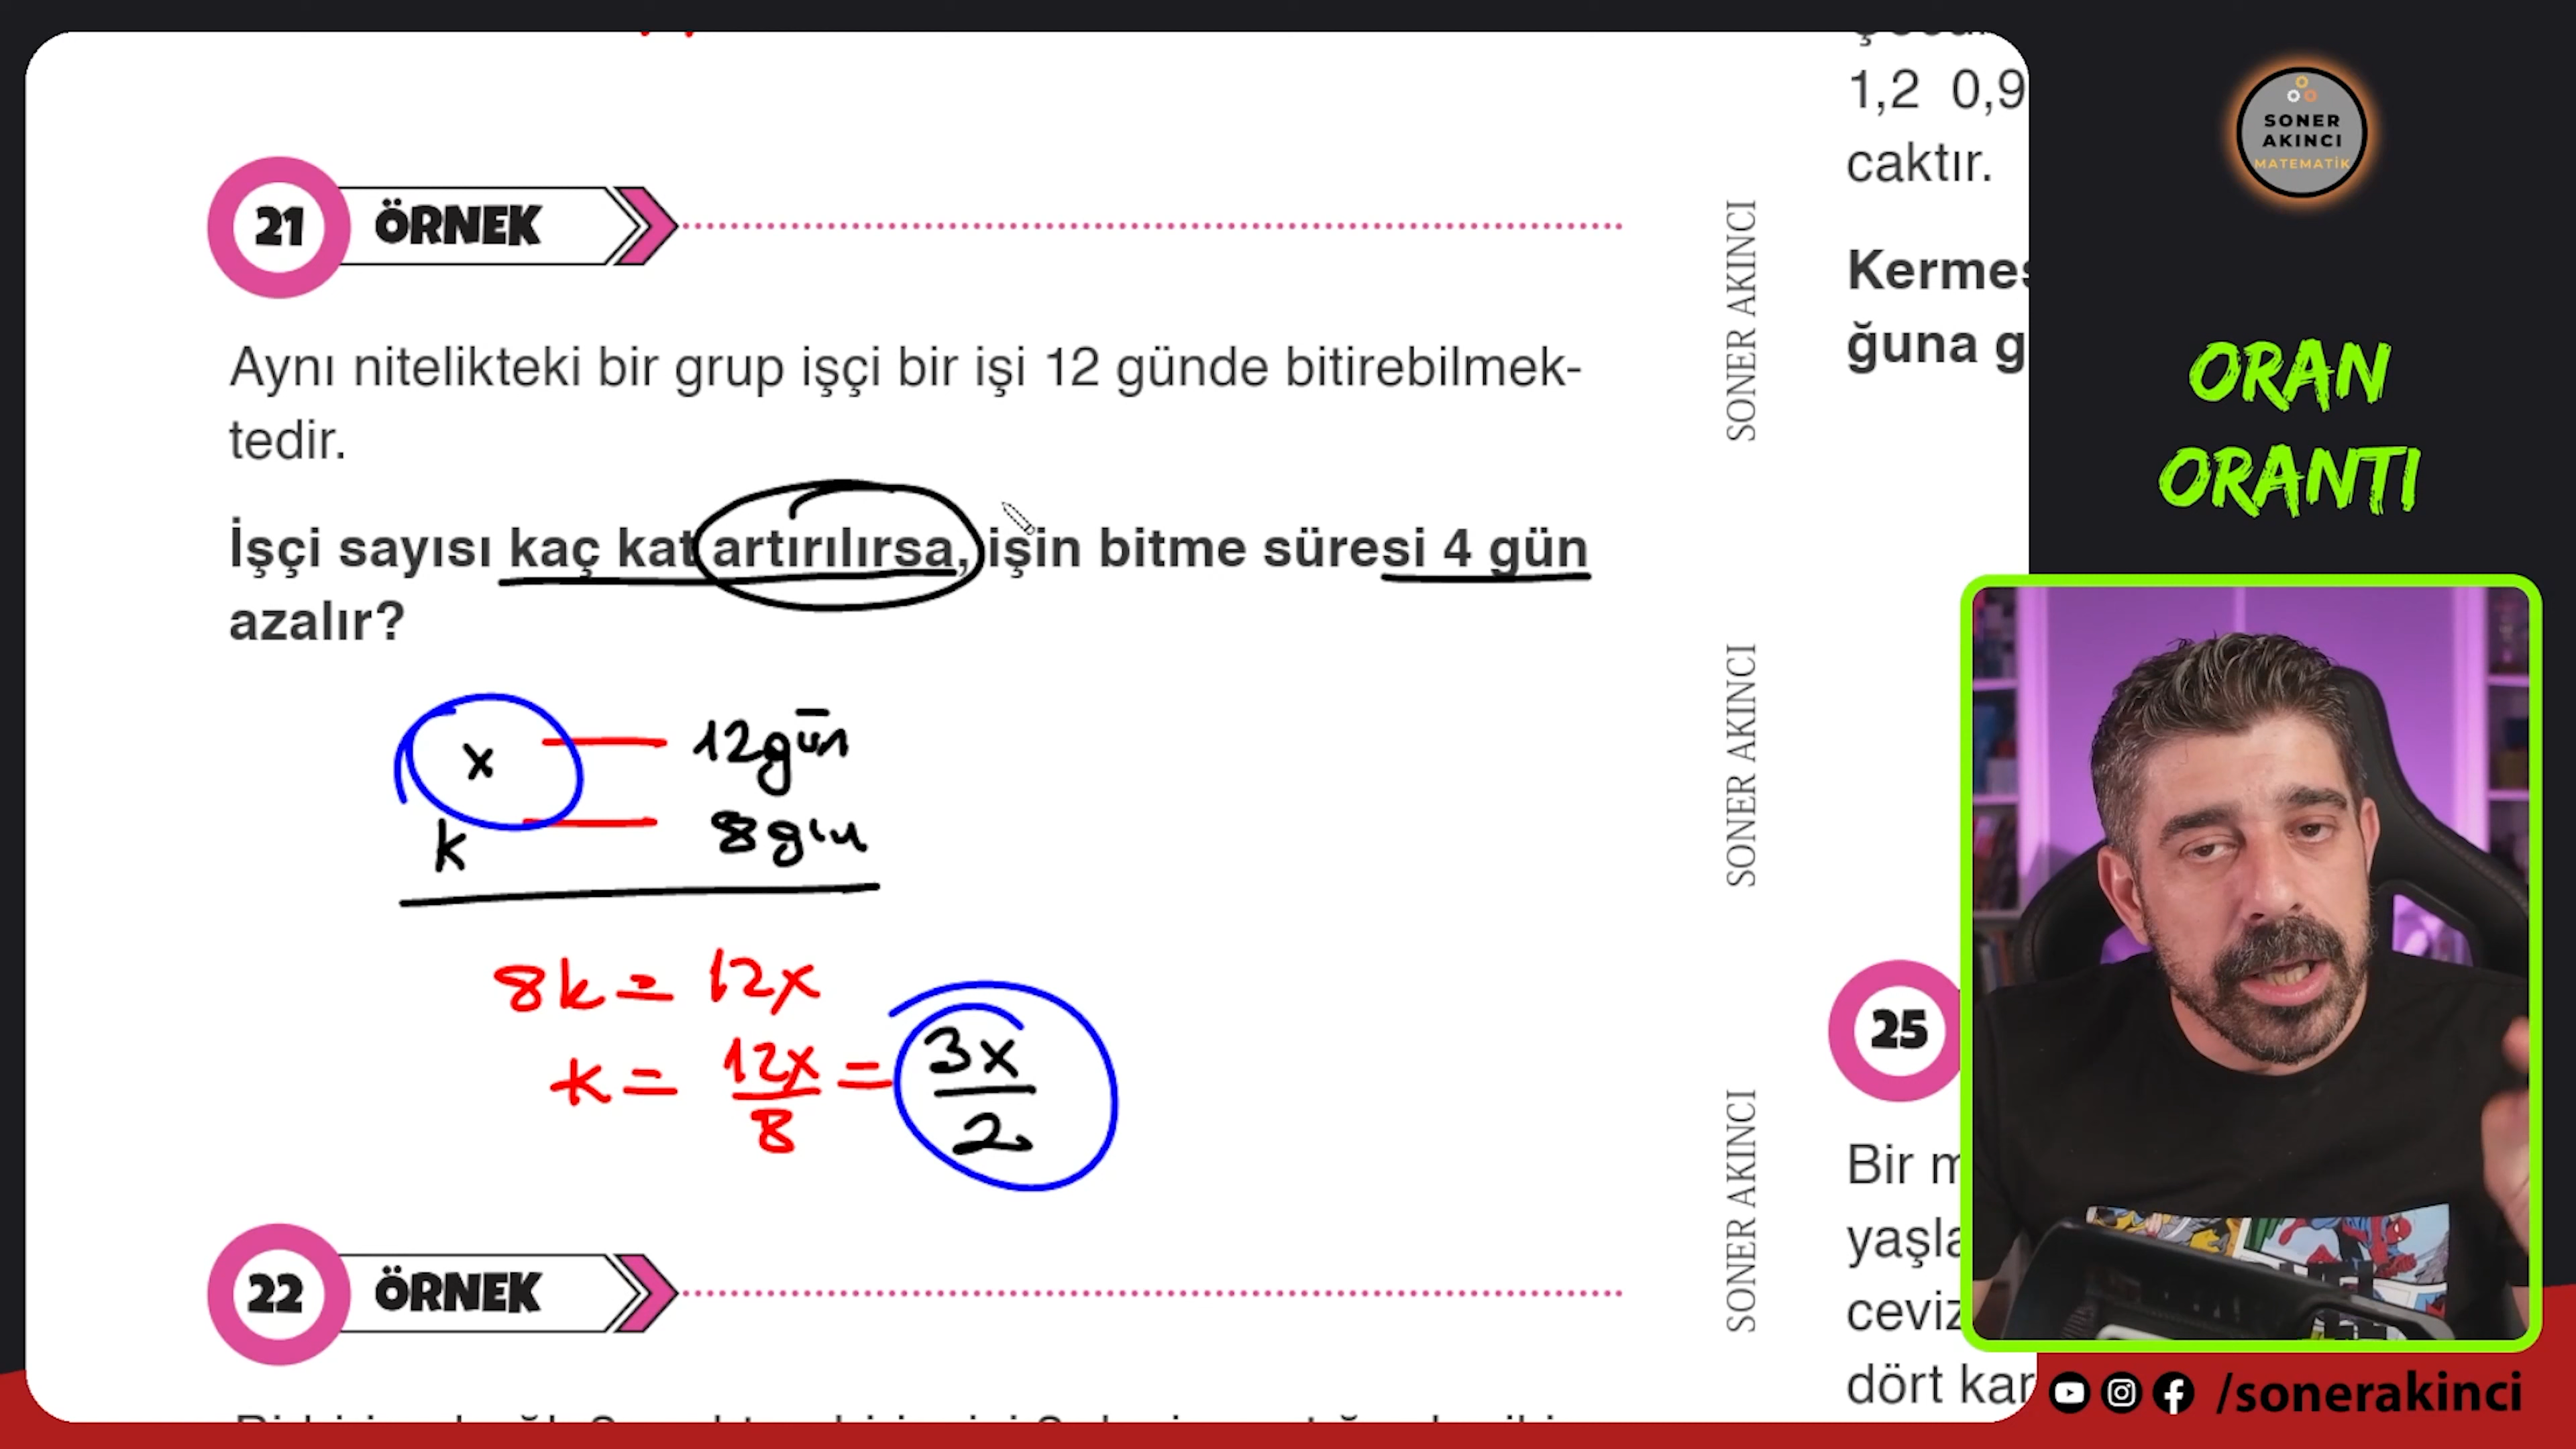 21 ÖRNEK
Aynı nitelikteki bir grup işçi bir işi 12 günde bitirebilmek-
tedir.
İşçi sayısı kaç kat artırılırsa, işin bitme süresi 4 gün
azalır?
x 12gün
k 8gün
8k = 12x
k = 12x/8 = 3x/2
22 ÖRNEK
SONER AKINCI
SONER AKINCI
SONER AKINCI
1,2 0,9
caktır.
Kermes
ğuna g
25
Bir m
yaşla
ceviz
dört kar
SONER
AKINCI
MATEMATİK
ORAN
ORANTI
/sonerakinci